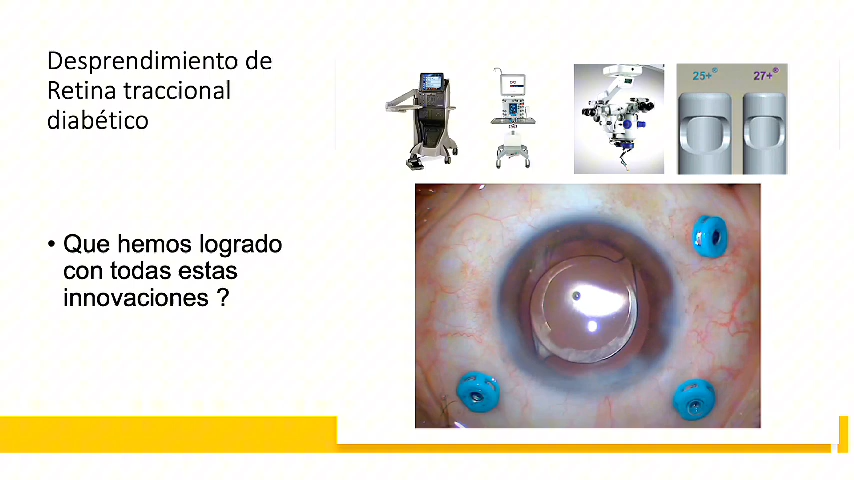 Desprendimiento de
Retina traccional
diabético
25+®
27+®
• Que hemos logrado
con todas estas
innovaciones ?